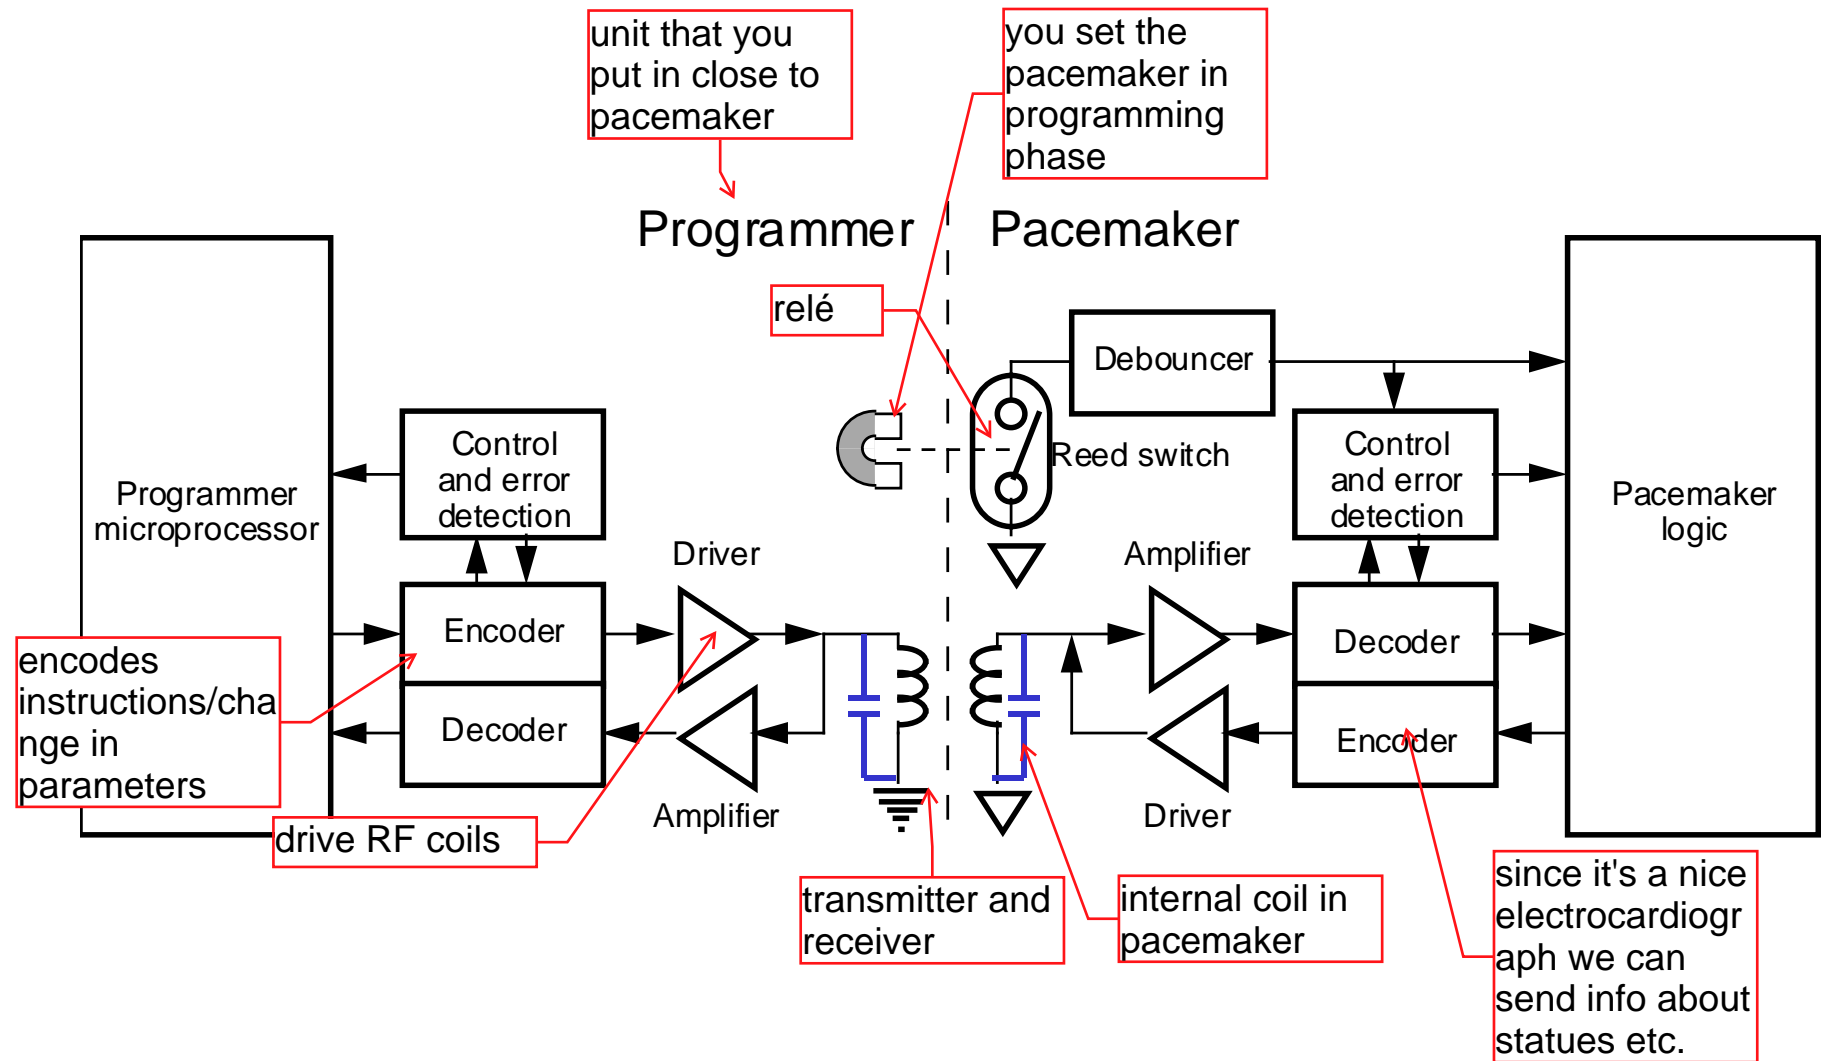 unit that you
put in close to
pacemaker
you set the
pacemaker in
programming
phase
Programmer
Pacemaker
relé
Debouncer
Reed switch
Control
and error
detection
Control
and error
detection
Programmer
microprocessor
Pacemaker
logic
Driver
Amplifier
Encoder
Decoder
Decoder
Encoder
Amplifier
Driver
encodes
instructions/cha
nge in
parameters
drive RF coils
transmitter and
receiver
internal coil in
pacemaker
since it's a nice
electrocardiogr
aph we can
send info about
statues etc.